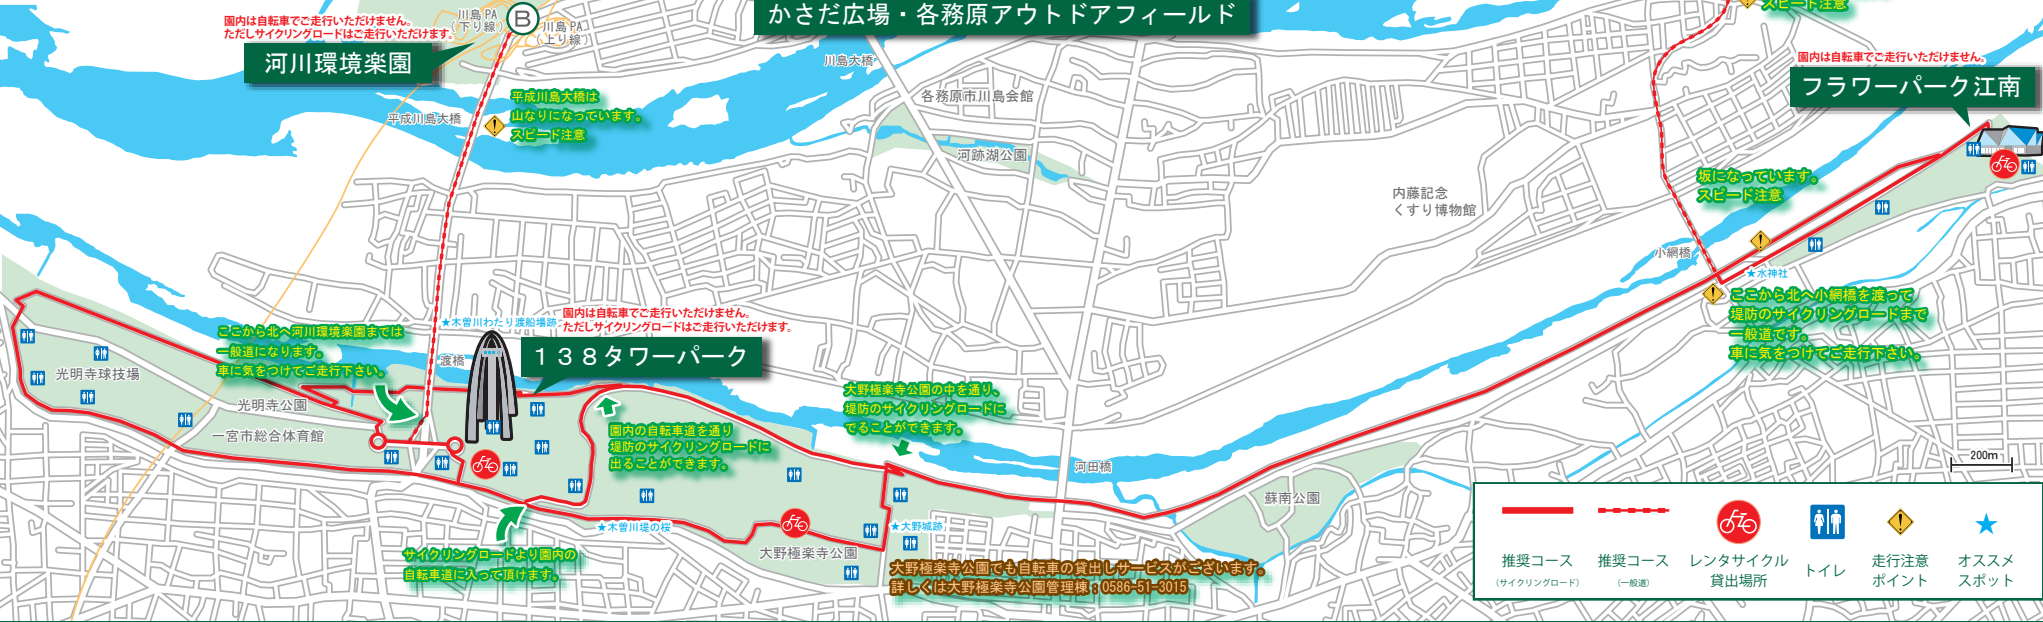 園内は自転車でご走行いただけません。
ただしサイクリングロードはご走行いただけます。
河川環境楽園
川島PA
(下り線)
B
川島PA
(上り線)
かさだ広場・各務原アウトドアフィールド
スピード注意
園内は自転車でご走行いただけません。
フラワーパーク江南
川島大橋
各務原市川島会館
平成川島大橋
平成川島大橋は
山なりになっています。
スピード注意
河跡湖公園
内藤記念
くすり博物館
坂になっています。
スピード注意
小網橋
★水神社
ここから北へ小網橋を渡って
堤防のサイクリングロードまで
一般道です。
車に気をつけてご走行下さい。
ここから北へ河川環境楽園までは
一般道になります。
車に気をつけてご走行下さい。
★木曽川わたり渡船場跡
園内は自転車でご走行いただけません。
ただしサイクリングロードはご走行いただけます。
138タワーパーク
渡橋
光明寺球技場
光明寺公園
一宮市総合体育館
園内の自転車道を通り
堤防のサイクリングロードに
出ることができます。
大野極楽寺公園の中を通り、
堤防のサイクリングロードに
でることができます。
河田橋
蘇南公園
★木曽川堤の桜
★大野城跡
サイクリングロードより園内の
自転車道に入って頂けます。
大野極楽寺公園
大野極楽寺公園でも自転車の貸出しサービスがございます。
詳しくは大野極楽寺公園管理棟：0586-51-3015
200m
推奨コース
(サイクリングロード)
推奨コース
(一般道)
レンタサイクル
貸出場所
トイレ
走行注意
ポイント
オススメ
スポット